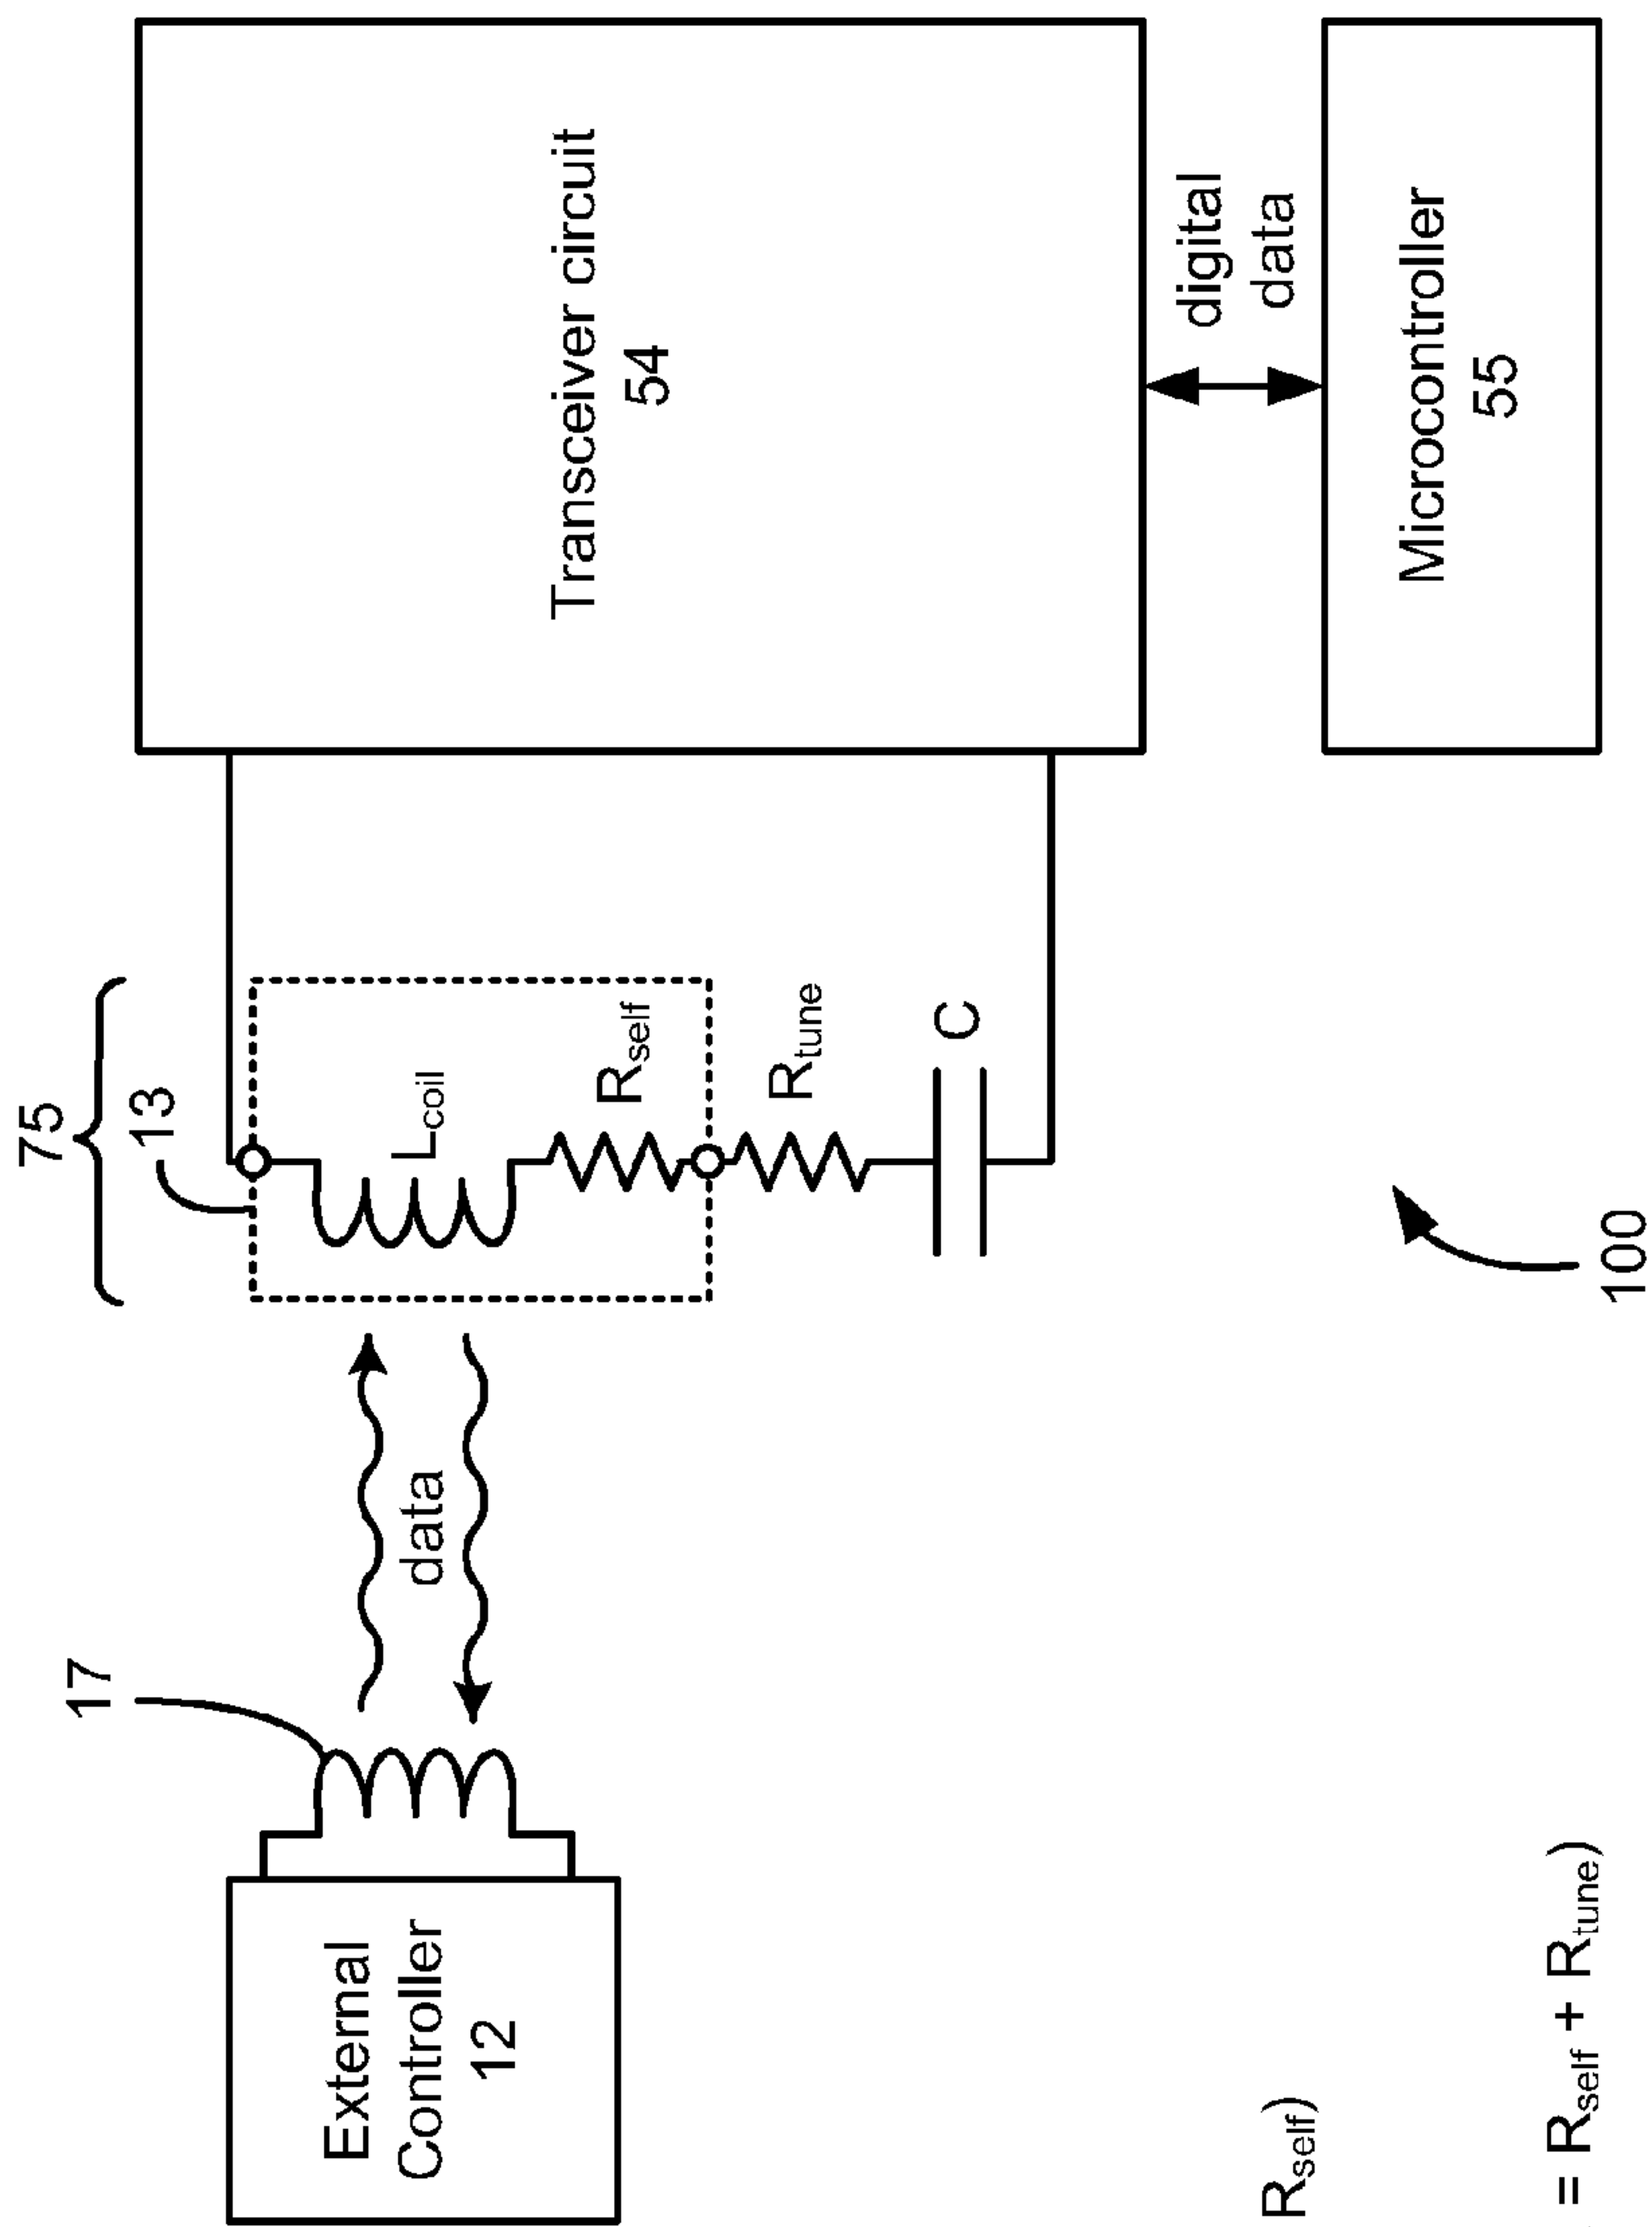 75
13
17
External
Controller
12
data
L_coil
R_self
R_tune
C
Transceiver circuit
54
digital
data
Microcontroller
55
100
R_self)
= R_self + R_tune)